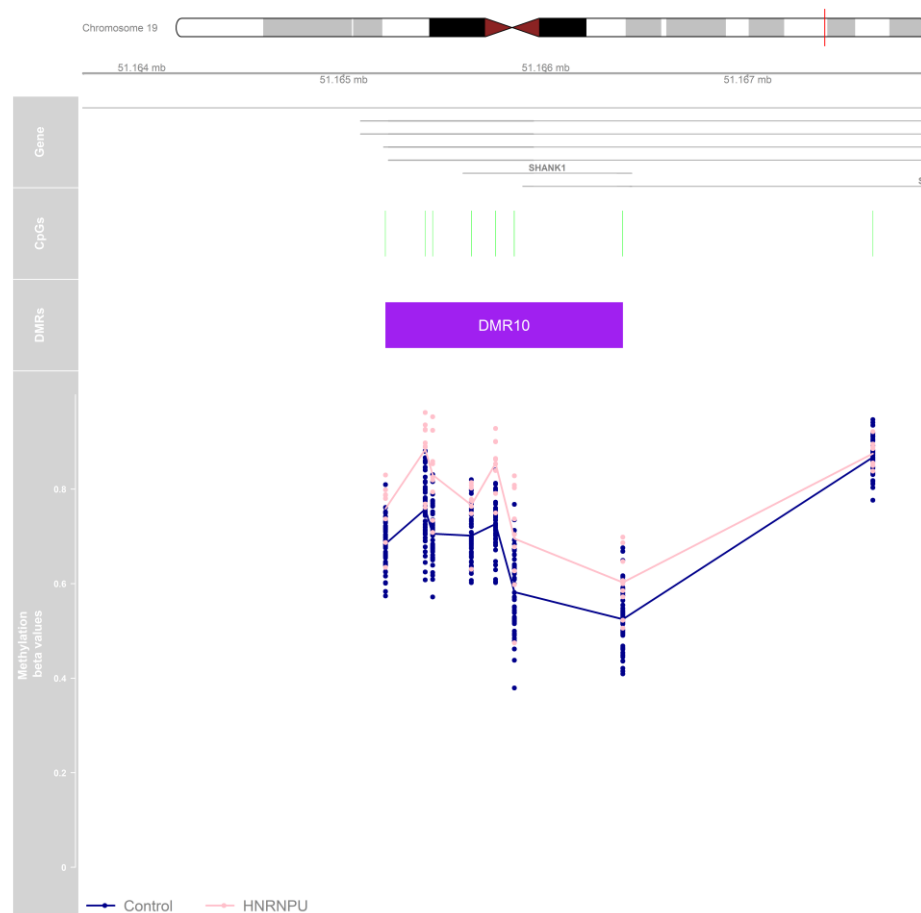 Chromosome 19
51.164 mb
51.166 mb
51.165 mb
51.167 mb
Gene
SHANK1
S
CpGs
DMRs
DMR10
Methylation
beta values
0.8
0.6
0.4
0.2
0
Control
HNRNPU